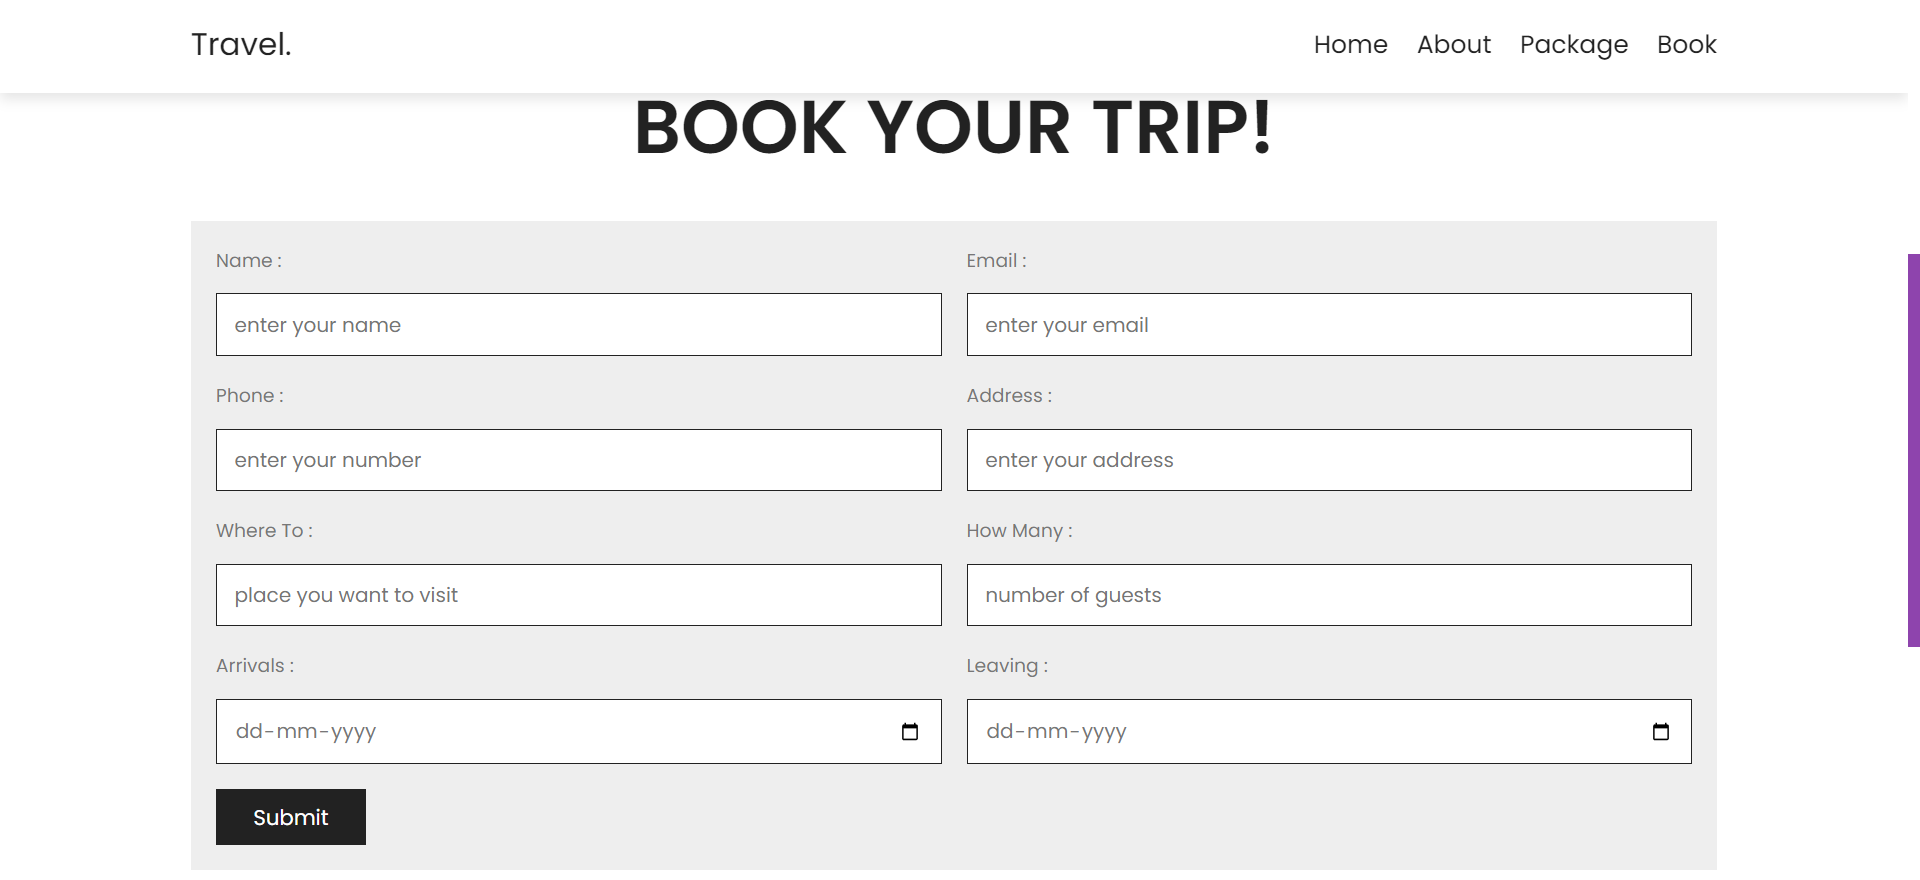 Travel.
Home About Package Book
BOOK YOUR TRIP!
Name : Email :
enter your name enter your email
Phone : Address :
enter your number enter your address
Where To : How Many :
place you want to visit number of guests
Arrivals : Leaving :
dd-mm-yyyy dd-mm-yyyy
Submit